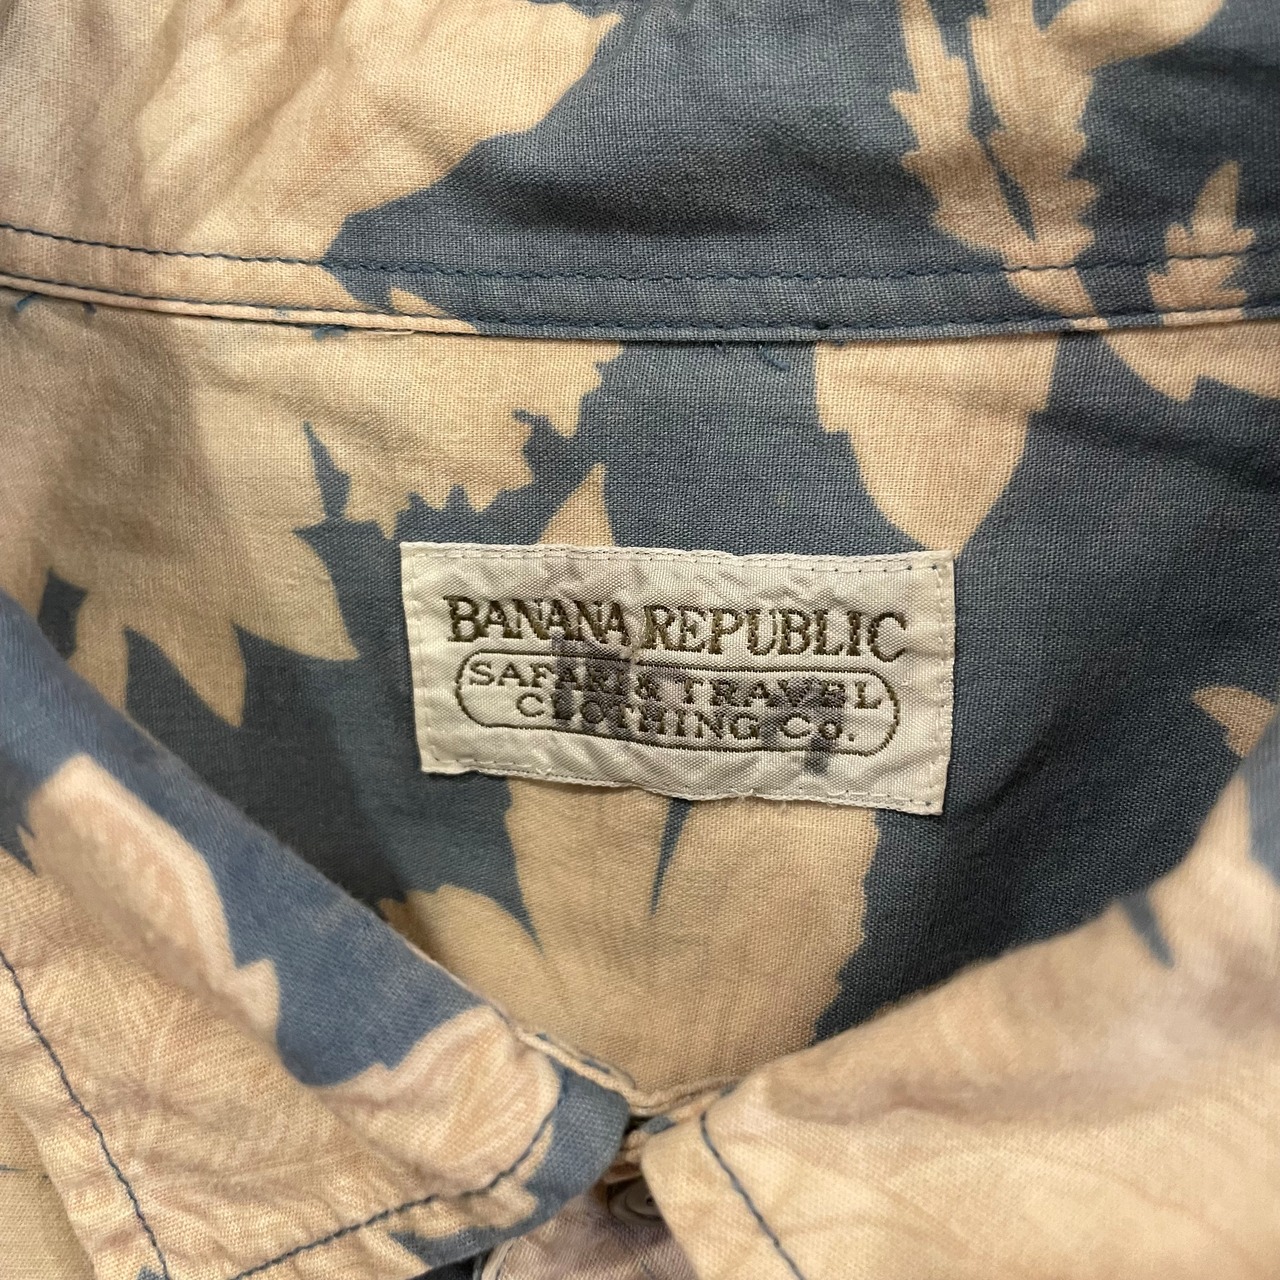 BANANA REPUBLIC
SAFARI & TRAVEL
CLOTHING Co.